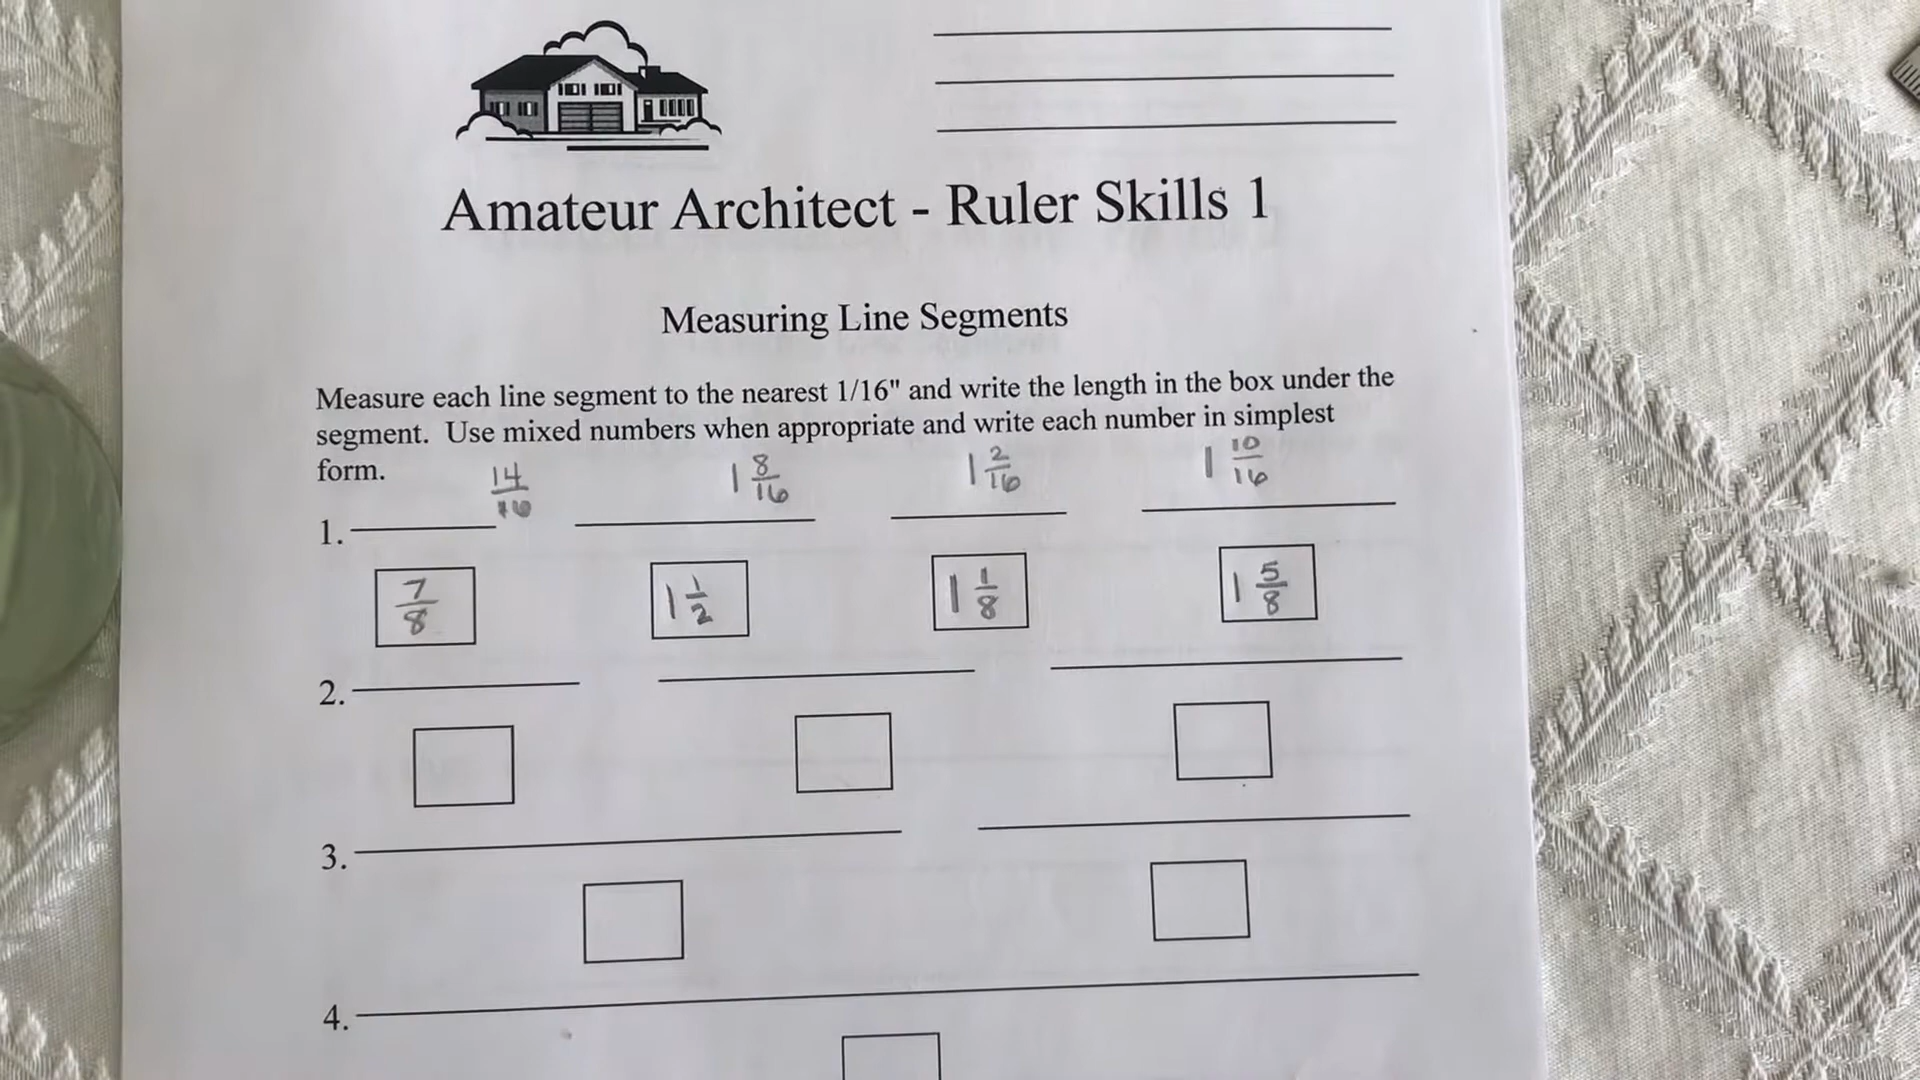 Amateur Architect - Ruler Skills 1
Measuring Line Segments
Measure each line segment to the nearest 1/16" and write the length in the box under the
segment. Use mixed numbers when appropriate and write each number in simplest
form.
14/16 1 8/16 1 2/16 1 10/16
1.
7/8 1 1/2 1 1/8 1 5/8
2.
3.
4.